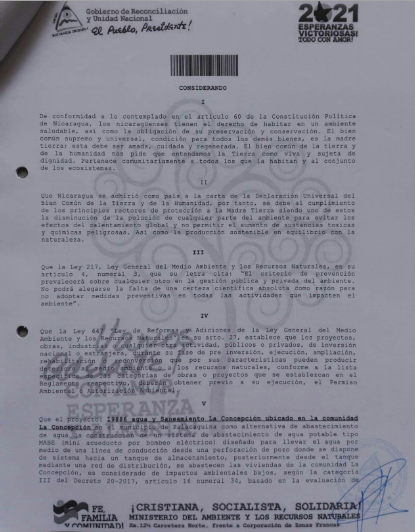 Gobierno de Reconciliación
y Unidad Nacional
El Pueblo, Presidente!
2021
ESPERANZAS
VICTORIOSAS!
TODO CON AMOR!
CONSIDERANDO
I
De conformidad a lo contemplado en el artículo 60 de la Constitución Política
de Nicaragua, los nicaragüenses tienen el derecho de habitar en un ambiente
saludable, así como la obligación de su preservación y conservación. El bien
común supremo y universal, condición para todos los demás bienes, es la madre
tierra; esta debe ser amada, cuidada y regenerada. El bien común de la tierra y
de la humanidad nos pide que entendamos la Tierra como viva y sujeta de
dignidad. Pertenece comunitariamente a todos los que la habitan y al conjunto
de los ecosistemas.
II
Que Nicaragua se adhirió como país a la carta de la Declaración Universal del
Bien Común de la Tierra y de la Humanidad, por tanto, se debe al cumplimiento
de los principios rectores de protección a la Madre Tierra siendo uno de estos
la disminución de la polución de cualquier parte del ambiente para evitar los
efectos del calentamiento global y no permitir el aumento de sustancias tóxicas
y químicas peligrosas. Así como la producción sostenible en equilibrio con la
naturaleza.
III
Que la Ley 217, Ley General del Medio Ambiente y los Recursos Naturales, en su
artículo 4, numeral 3, que su letra cita: "El criterio de prevención
prevalecerá sobre cualquier otro en la gestión pública y privada del ambiente.
No podrá alegarse la falta de una certeza científica absoluta como razón para
no adoptar medidas preventivas en todas las actividades que impacten el
ambiente".
IV
Que la Ley "Ley de Reformas y Adiciones de la Ley General del Medio
Ambiente y los Recursos Naturales", en su arto. 27, establece que los proyectos,
obras, industrias o cualquier otra actividad, públicos o privados, de inversión
nacional o extranjera, durante su fase de pre inversión, ejecución, ampliación,
rehabilitación o reconversión que por sus características pueden producir
deterioro al medio ambiente o a los recursos naturales, conforme a la lista
específica de las categorías de obras o proyectos que se establezcan en el
Reglamento respectivo, deberán obtener previo a su ejecución, el Permiso
Ambiental o Autorización Ambiental.
V
Que el proyecto: agua y Saneamiento La Concepción ubicado en la comunidad
La Concepción en el municipio de como alternativa de abastecimiento
de agua, la construcción de un sistema de abastecimiento de agua potable tipo
MABE (mini acueducto por bombeo eléctrico) diseñado para llevar el agua por
medio de una línea de conducción desde una perforación de pozo donde se dispone
de sistema hacia un tanque de almacenamiento, posteriormente desde el tanque
mediante una red de distribución, se abastecen las viviendas de la comunidad La
Concepción, es considerado de impactos ambientales bajos, según la categoría
III del Decreto 20-2017, artículo 16 numeral 34, basado en la evaluación de
FE,
FAMILIA
Y COMUNIDAD!
¡CRISTIANA, SOCIALISTA, SOLIDARIA!
MINISTERIO DEL AMBIENTE Y LOS RECURSOS NATURALES
Km.12½ Carretera Norte, Frente a Corporación de Zonas Francas